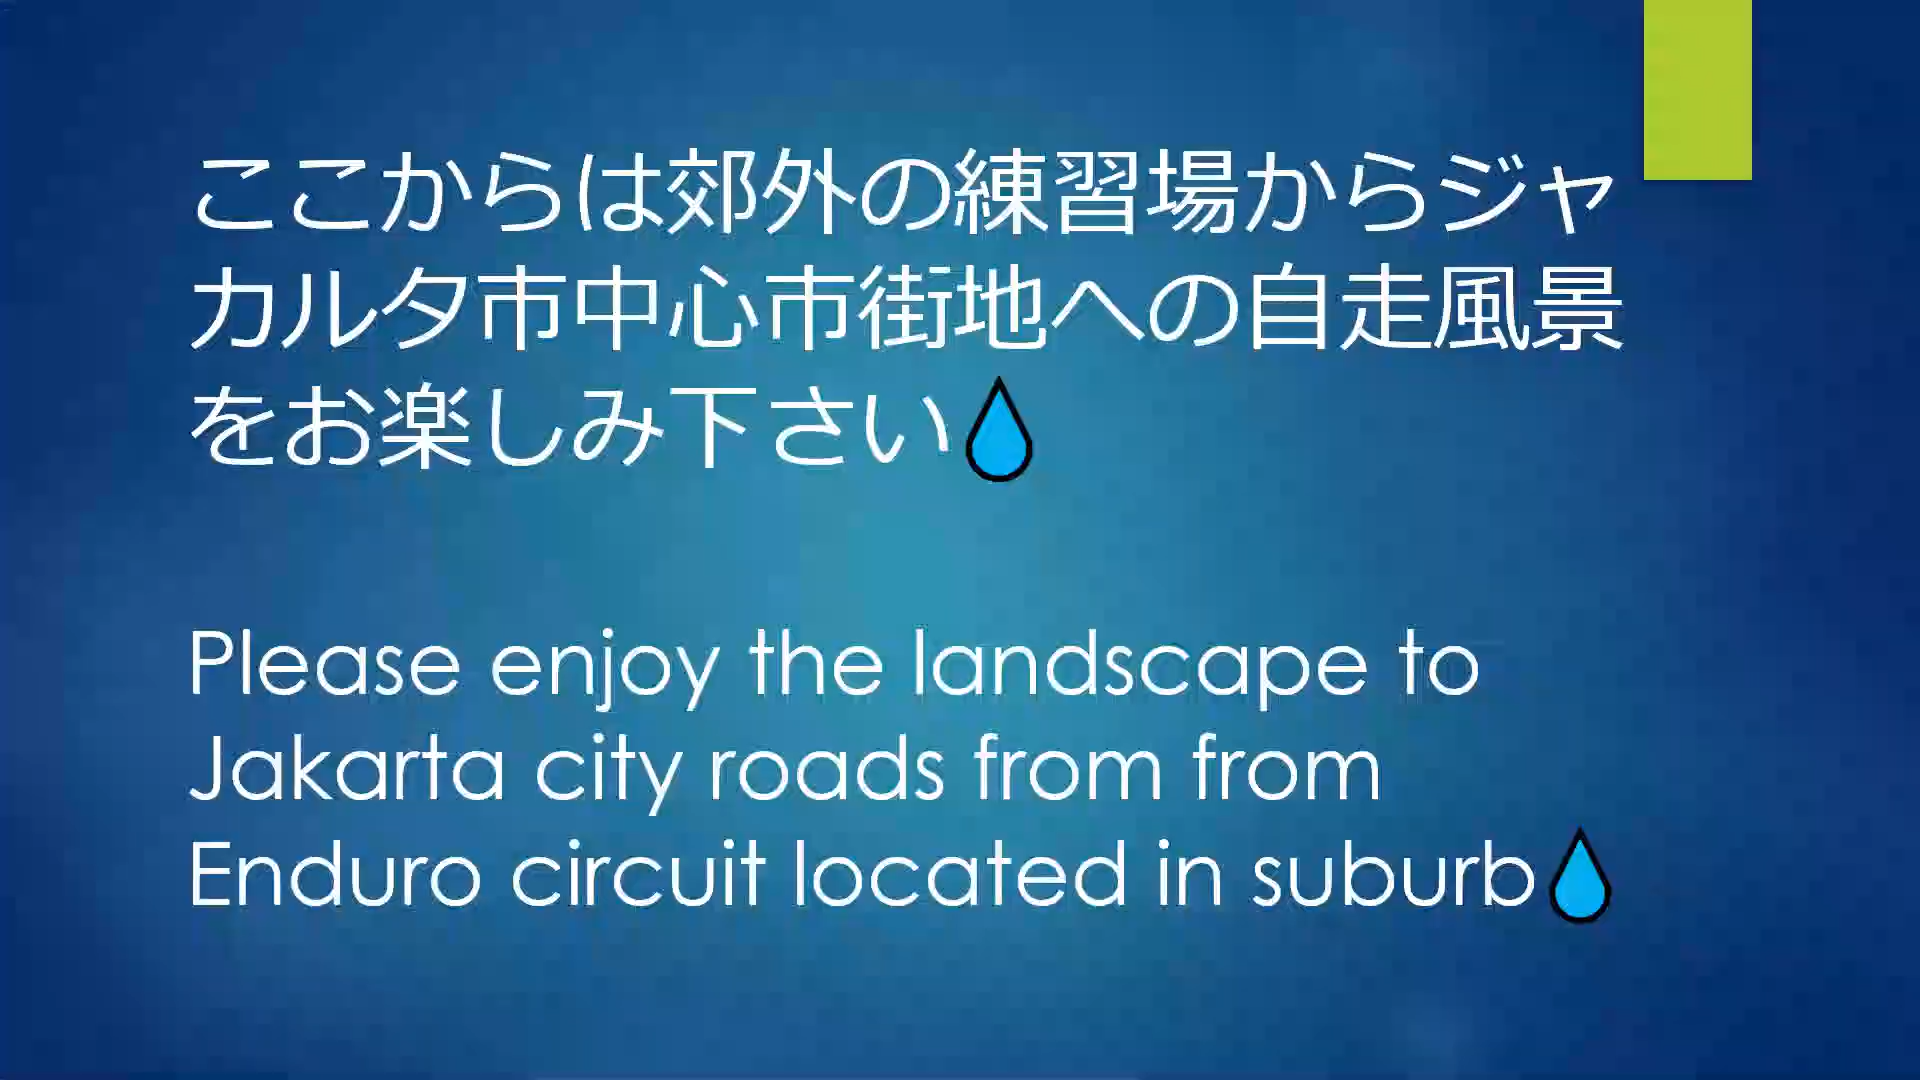 ここからは郊外の練習場からジャ
カルタ市中心市街地への自走風景
をお楽しみ下さい💧
Please enjoy the landscape to
Jakarta city roads from from
Enduro circuit located in suburb💧